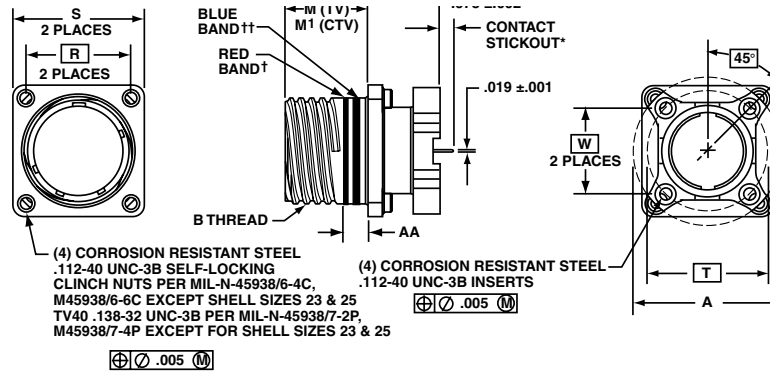 S
2 PLACES
R
2 PLACES
BLUE
BAND††
RED
BAND†
M (TV)
M¹ (CTV)
CONTACT
STICKOUT*
.019 ±.001
45°
W
2 PLACES
B THREAD
AA
T
A
(4) CORROSION RESISTANT STEEL
.112-40 UNC-3B SELF-LOCKING
CLINCH NUTS PER MIL-N-45938/6-4C,
M45938/6-6C EXCEPT SHELL SIZES 23 & 25
TV40 .138-32 UNC-3B PER MIL-N-45938/7-2P,
M45938/7-4P EXCEPT FOR SHELL SIZES 23 & 25
⌖ ∅ .005 Ⓜ
(4) CORROSION RESISTANT STEEL
.112-40 UNC-3B INSERTS
⌖ ∅ .005 Ⓜ